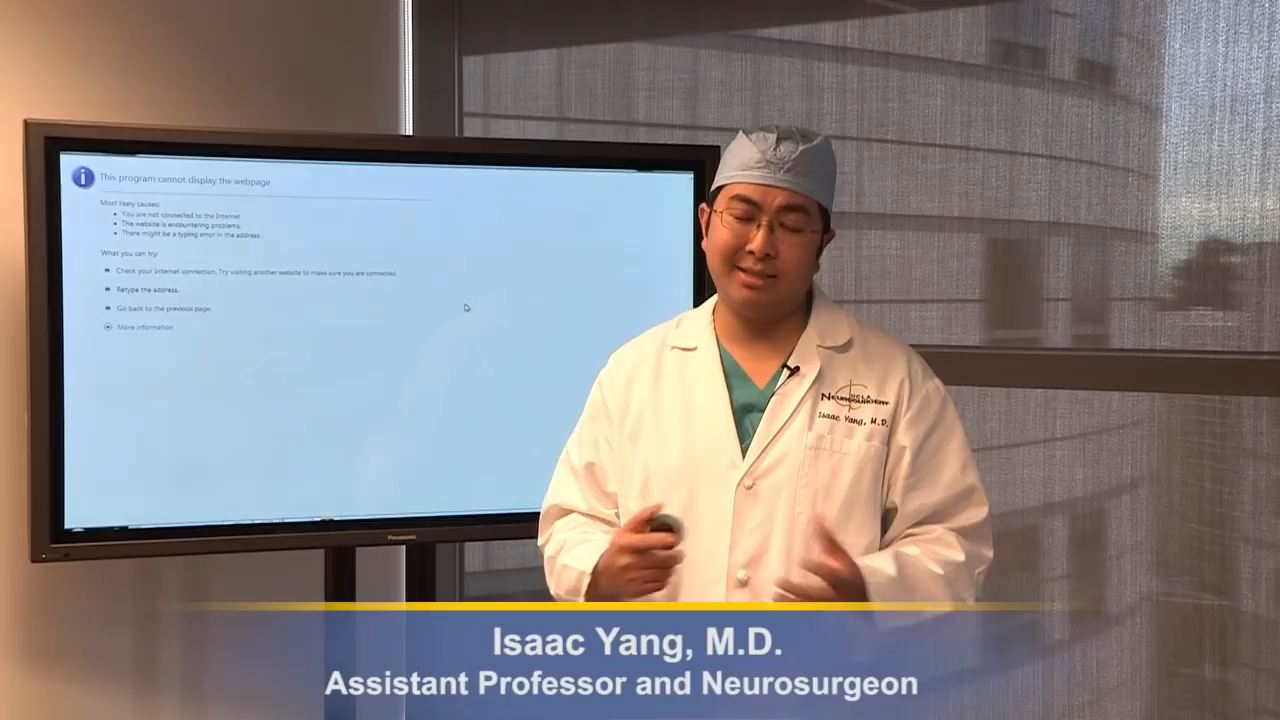 This program cannot display the webpage
Most likely causes:
You are not connected to the Internet.
The website is encountering problems.
There might be a typing error in the address.
What you can try:
Check your Internet connection. Try visiting another website to make sure you are connected.
Retype the address.
Go back to the previous page.
More information
Panasonic
UCLA
NEUROSURGERY
Isaac Yang, M.D.
Isaac Yang, M.D.
Assistant Professor and Neurosurgeon